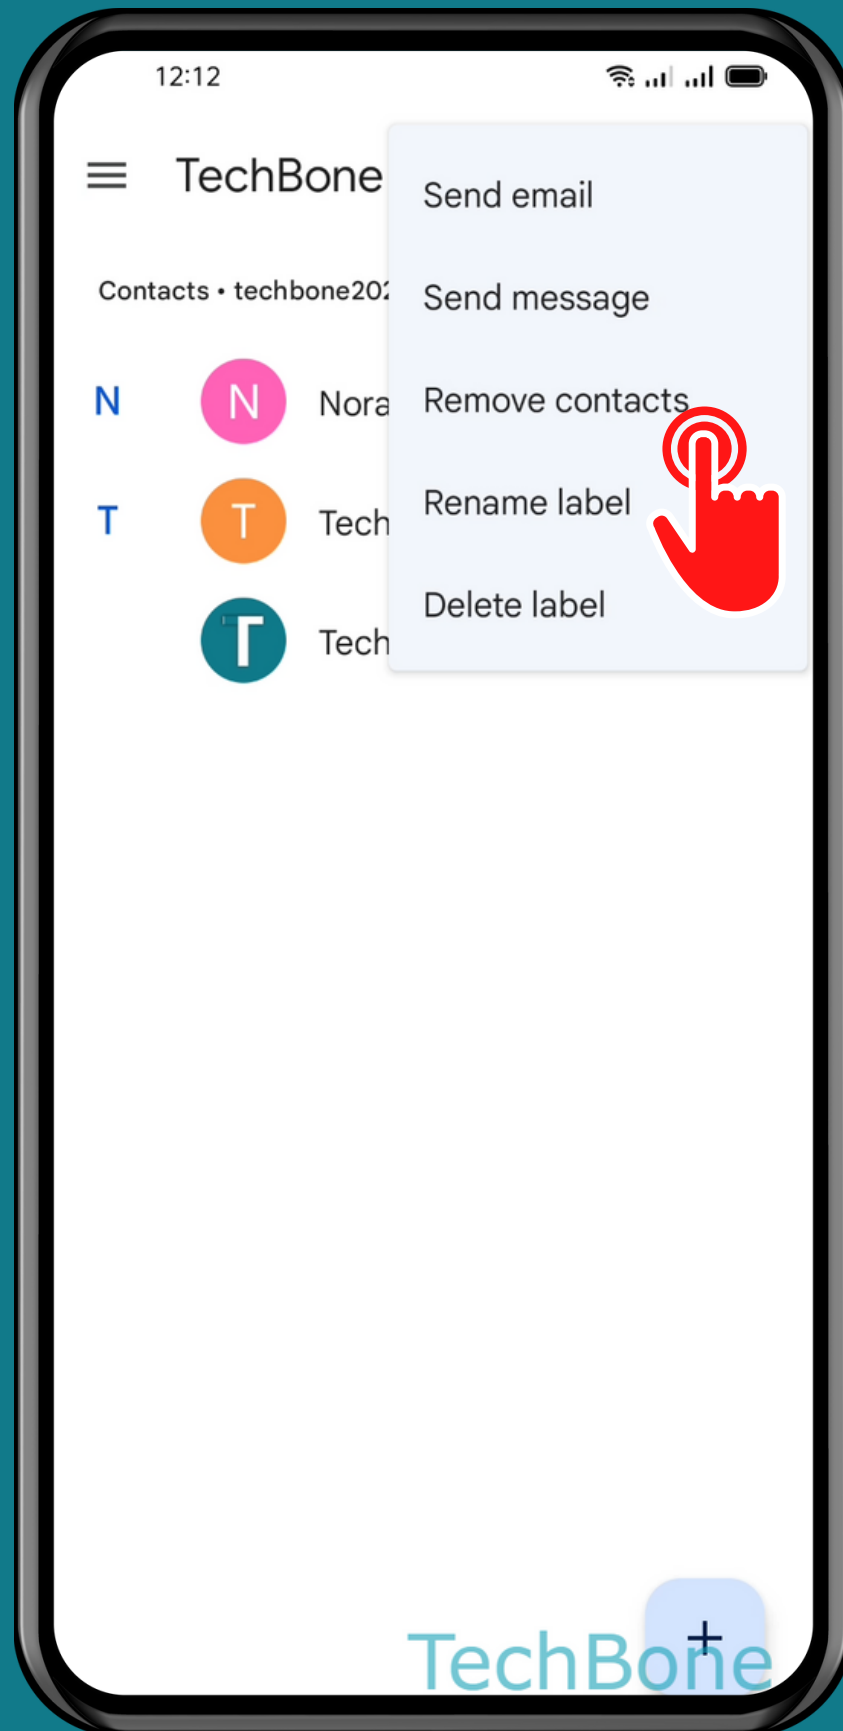 12:12
TechBone
Send email
Contacts • techbone202
Send message
N
N
Nora
Remove contacts
T
T
Tech
Rename label
Delete label
T
Tech
+
TechBone